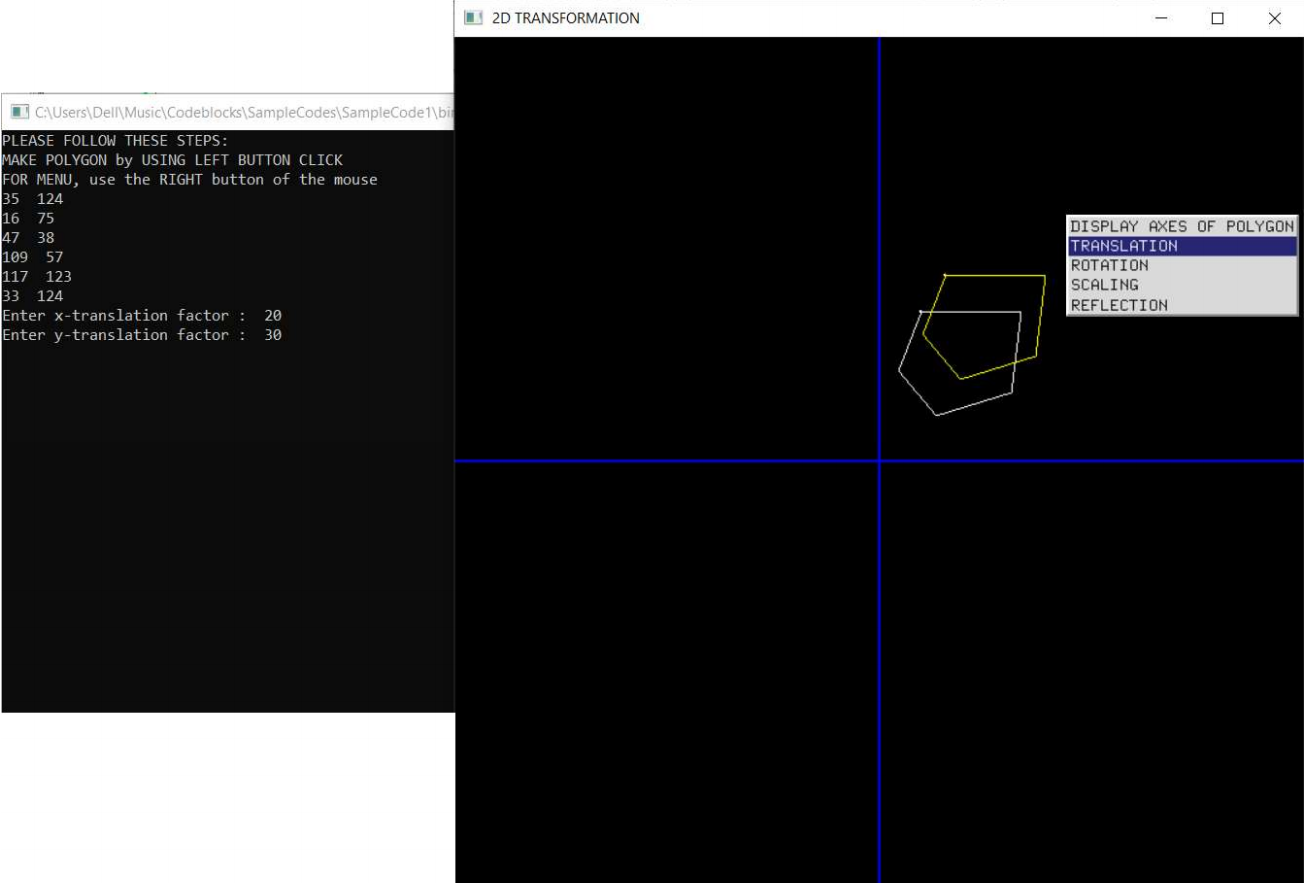 2D TRANSFORMATION
C:\Users\Dell\Music\Codeblocks\SampleCodes\SampleCode1\bi
PLEASE FOLLOW THESE STEPS:
MAKE POLYGON by USING LEFT BUTTON CLICK
FOR MENU, use the RIGHT button of the mouse
35  124
16  75
47  38
109  57
117  123
33  124
Enter x-translation factor :  20
Enter y-translation factor :  30
DISPLAY AXES OF POLYGON
TRANSLATION
ROTATION
SCALING
REFLECTION